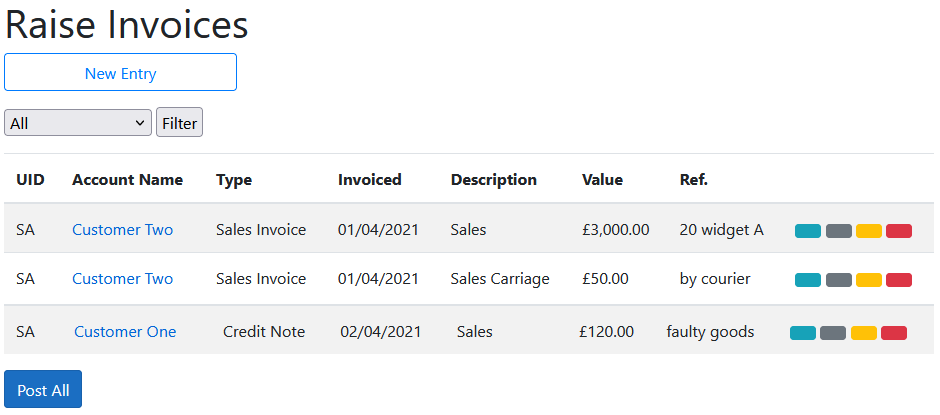 Raise Invoices
New Entry
All Filter
UID Account Name Type Invoiced Description Value Ref.
SA Customer Two Sales Invoice 01/04/2021 Sales £3,000.00 20 widget A
SA Customer Two Sales Invoice 01/04/2021 Sales Carriage £50.00 by courier
SA Customer One Credit Note 02/04/2021 Sales £120.00 faulty goods
Post All